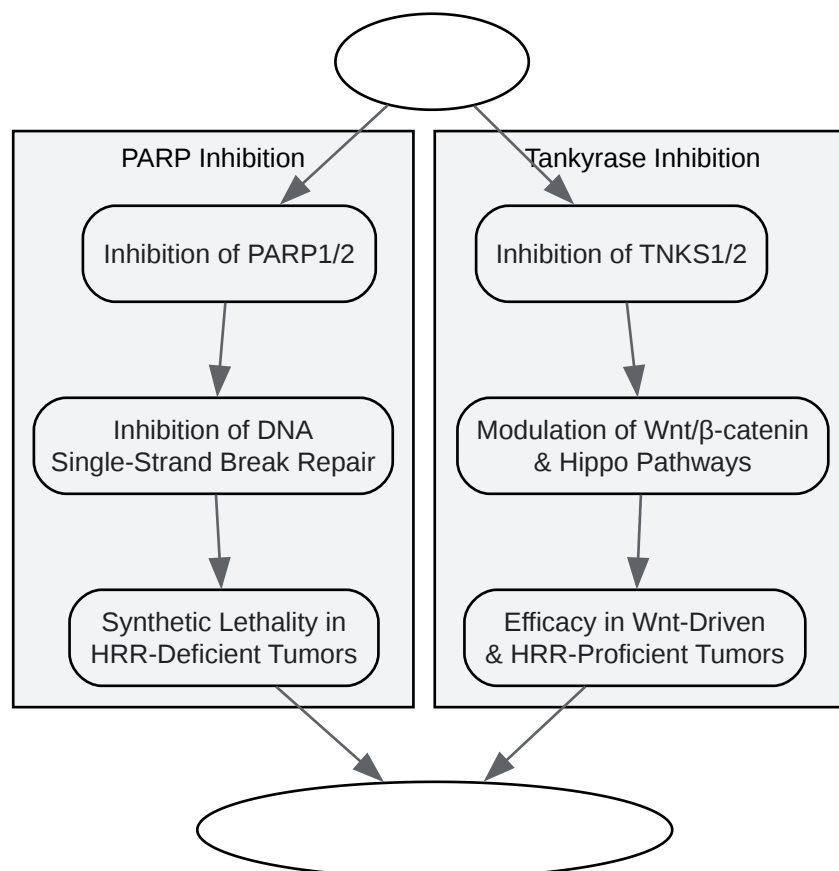 PARP Inhibition
Inhibition of PARP1/2
Inhibition of DNA
Single-Strand Break Repair
Synthetic Lethality in
HRR-Deficient Tumors
Tankyrase Inhibition
Inhibition of TNKS1/2
Modulation of Wnt/β-catenin
& Hippo Pathways
Efficacy in Wnt-Driven
& HRR-Proficient Tumors